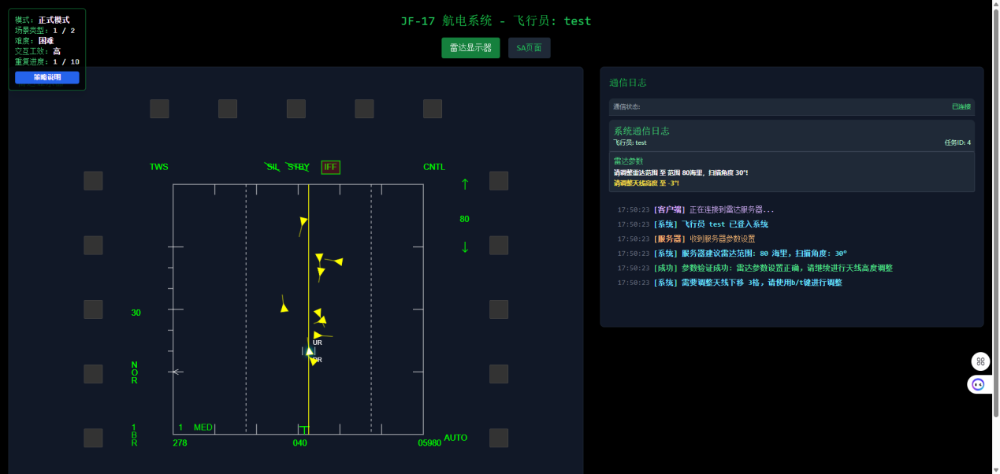 模式: 正式模式
场景类型: 1 / 2
难度: 困难
交互工效: 高
重复进度: 1 / 10
策略说明
JF-17 航电系统 - 飞行员: test
雷达显示器
SA页面
TWS
SIL
STBY
IFF
CNTL
80
30
N
O
R
1
B
R
UR
DR
1
MED
278
040
05980
AUTO
通信日志
通信状态:
已连接
系统通信日志
飞行员: test
任务ID: 4
雷达参数
请调整雷达范围 至 范围 80海里，扫描角度 30°!
请调整天线高度 至 -3°!
17:50:23 [客户端] 正在连接到雷达服务器...
17:50:23 [系统] 飞行员 test 已登入系统
17:50:23 [服务器] 收到服务器参数设置
17:50:23 [系统] 服务器建议雷达范围: 80 海里, 扫描角度: 30°
17:50:23 [成功] 参数验证成功: 雷达参数设置正确, 请继续进行天线高度调整
17:50:23 [系统] 需要调整天线下移 3格, 请使用b/t键进行调整